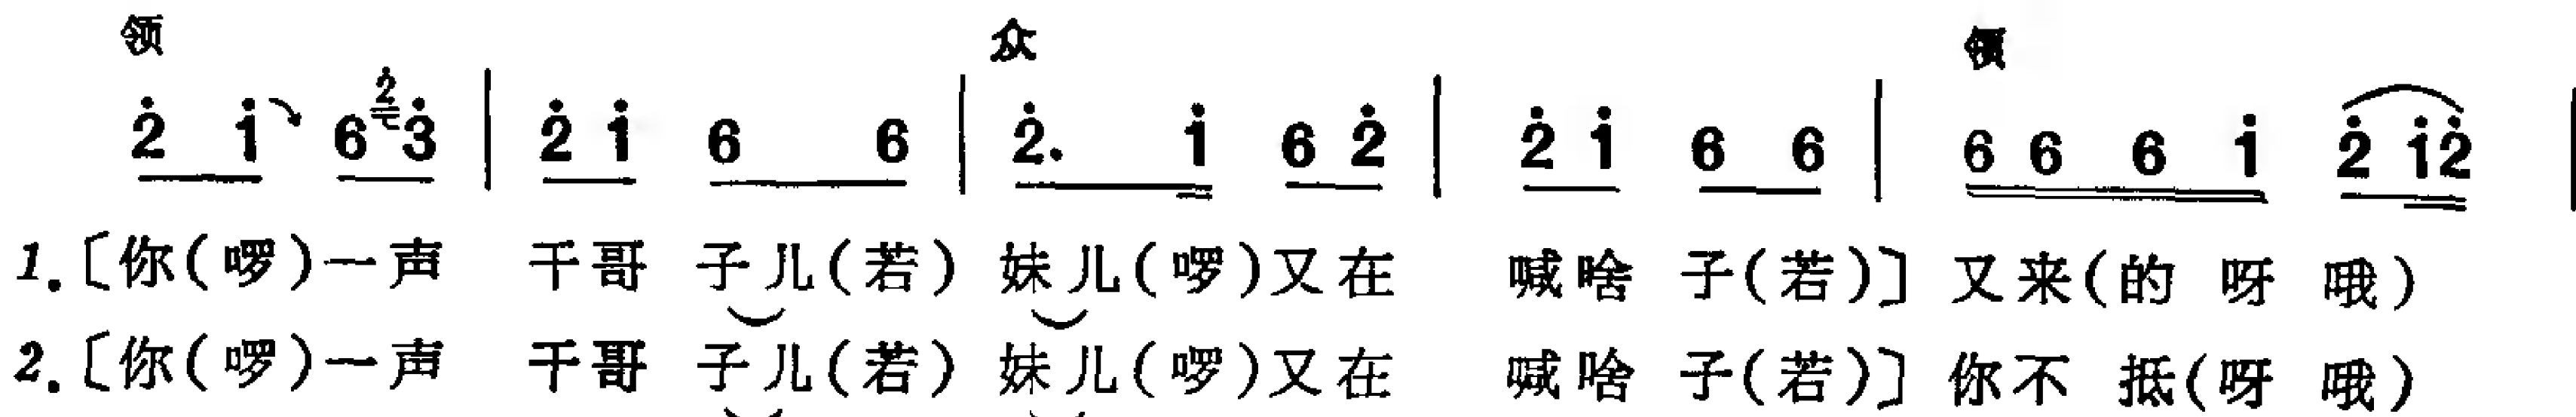 领 众 领
2̇ 1̇ 6 2̇ 3̇ | 2̇ 1̇ 6 6 | 2̇. 1̇ 6 2̇ | 2̇ 1̇ 6 6 | 6 6 6 1̇ 2̇ 1̇2̇ |
1.〔你(啰)一声 干哥 子儿(若) 妹儿(啰)又在 喊啥 子(若)〕又来(的 呀 哦)
2.〔你(啰)一声 干哥 子儿(若) 妹儿(啰)又在 喊啥 子(若)〕你不 抵(呀 哦)